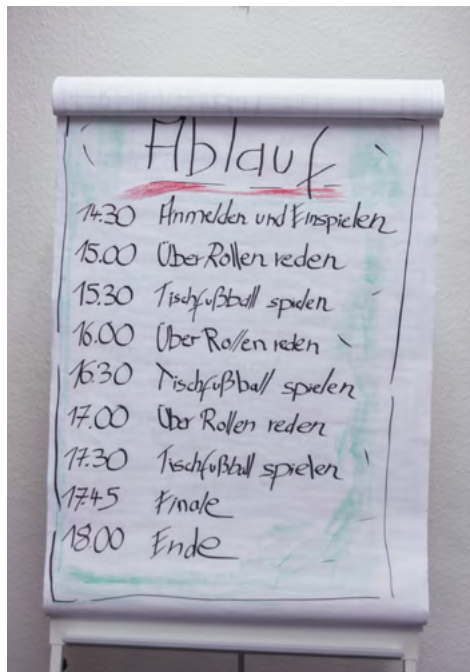 Ablauf
14.30 Anmelden und Einspielen
15.00 Über Rollen reden
15.30 Tischfußball spielen
16.00 Über Rollen reden
16.30 Tischfußball spielen
17.00 Über Rollen reden
17.30 Tischfußball spielen
17.45 Finale
18.00 Ende